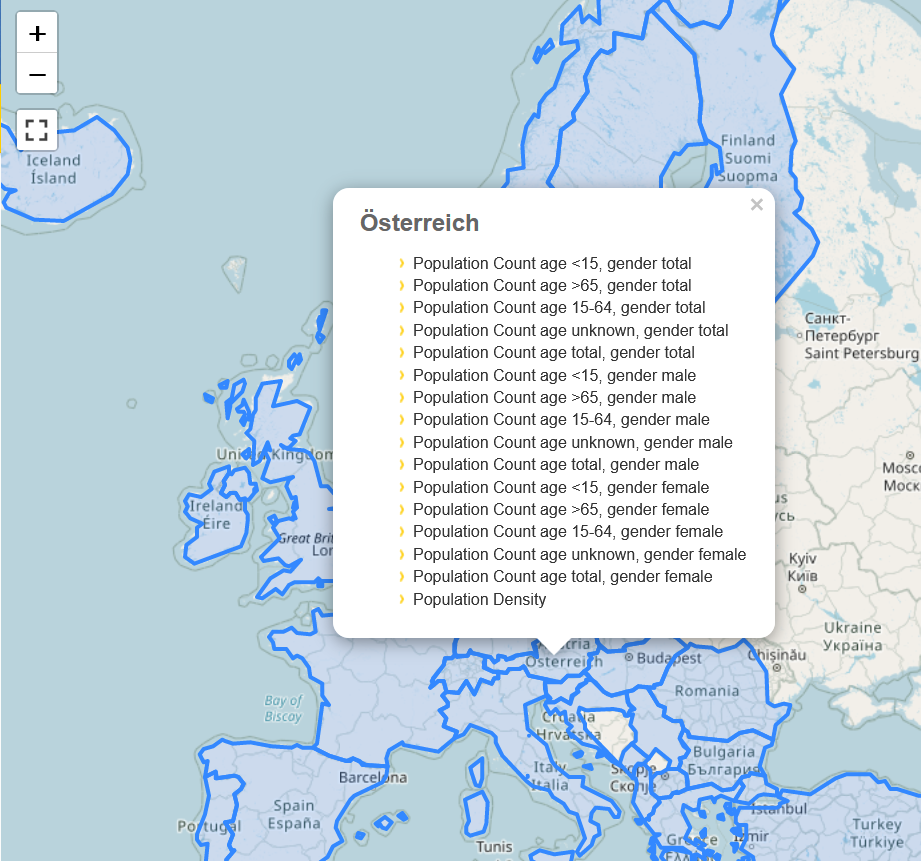 +
−
Iceland
Ísland
Finland
Suomi
Suopma
×
Österreich
Population Count age <15, gender total
Population Count age >65, gender total
Population Count age 15-64, gender total
Population Count age unknown, gender total
Population Count age total, gender total
Population Count age <15, gender male
Population Count age >65, gender male
Population Count age 15-64, gender male
Population Count age unknown, gender male
Population Count age total, gender male
Population Count age <15, gender female
Population Count age >65, gender female
Population Count age 15-64, gender female
Population Count age unknown, gender female
Population Count age total, gender female
Population Density
Санкт-
Петербург
Saint Petersburg
United Kingdom
Ireland
Éire
Great Brit
Lon
Mosco
Моск
us
усь
Kyiv
Київ
Ukraine
Україна
Austria
Österreich
Budapest
Chișinău
Romania
Bay of
Biscay
Croatia
Hrvatska
Bulgaria
България
Italy
Italia
Skopje
Скопје
Barcelona
Spain
España
Portugal
Istanbul
Turkey
Türkiye
Izmir
Greece
Tunis